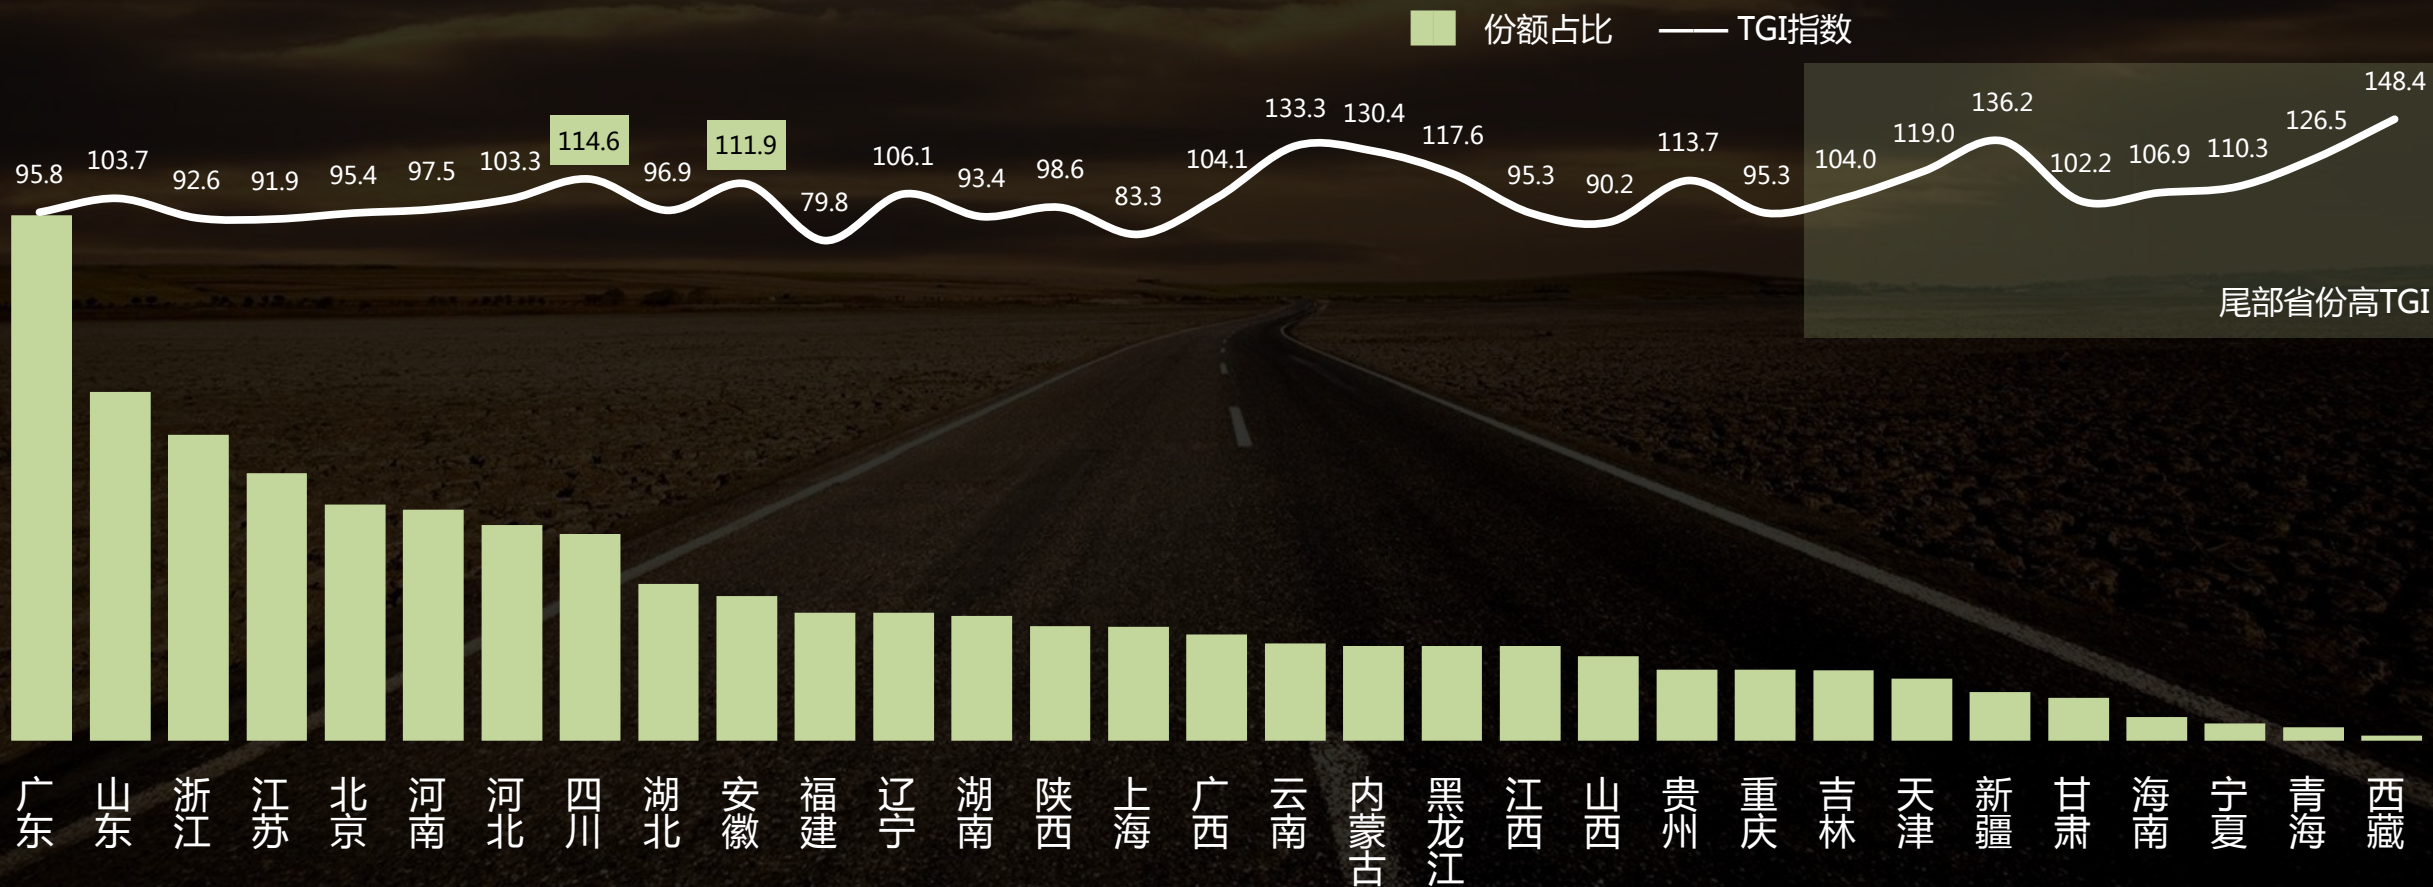 份额占比
TGI指数
148.4
136.2
133.3
130.4
126.5
119.0
117.6
114.6
111.9
113.7
110.3
106.9
106.1
104.1
104.0
103.7
103.3
102.2
98.6
97.5
96.9
95.8
95.4
95.3
95.3
93.4
92.6
91.9
90.2
83.3
79.8
尾部省份高TGI
广东
山东
浙江
江苏
北京
河南
河北
四川
湖北
安徽
福建
辽宁
湖南
陕西
上海
广西
云南
内蒙古
黑龙江
江西
山西
贵州
重庆
吉林
天津
新疆
甘肃
海南
宁夏
青海
西藏